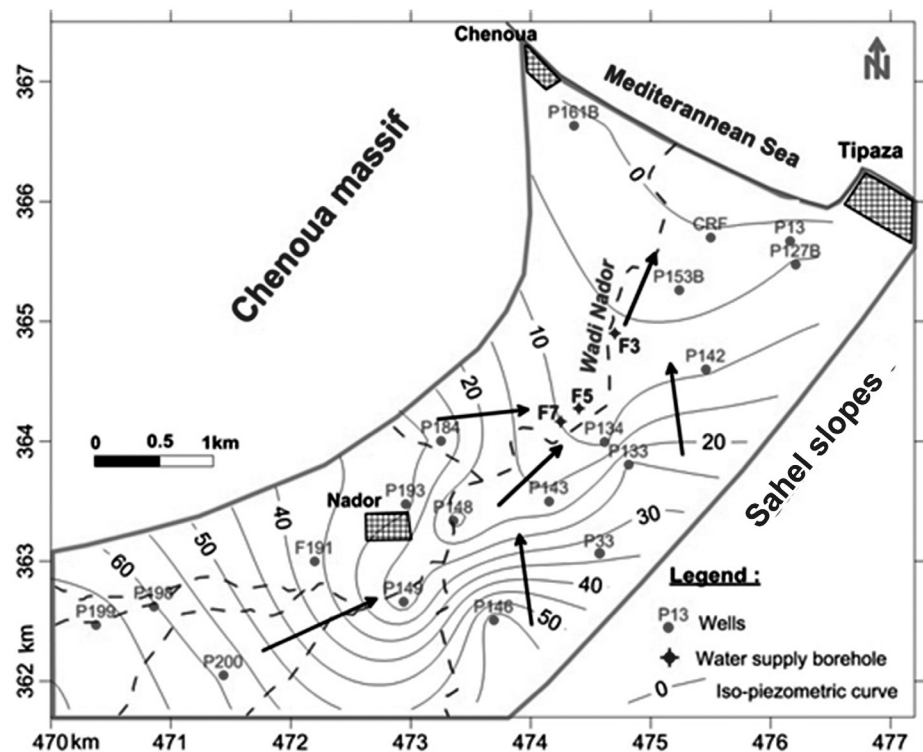 Chenoua
N
367
Mediterannean Sea
P161B
Chenoua massif
Tipaza
0
366
CRF
P13
P127B
P153B
Wadi Nador
365
10
F3
P142
20
F5
F7
364
P184
P134
20
0 0.5 1km
P133
Sahel slopes
P193
Nador
P148
P143
30
40
50
P33
363
F191
Legend :
60
P149
40
P198
P199
P146
50
P13 Wells
km
P200
Water supply borehole
362
0 Iso-piezometric curve
470km 471 472 473 474 475 476 477